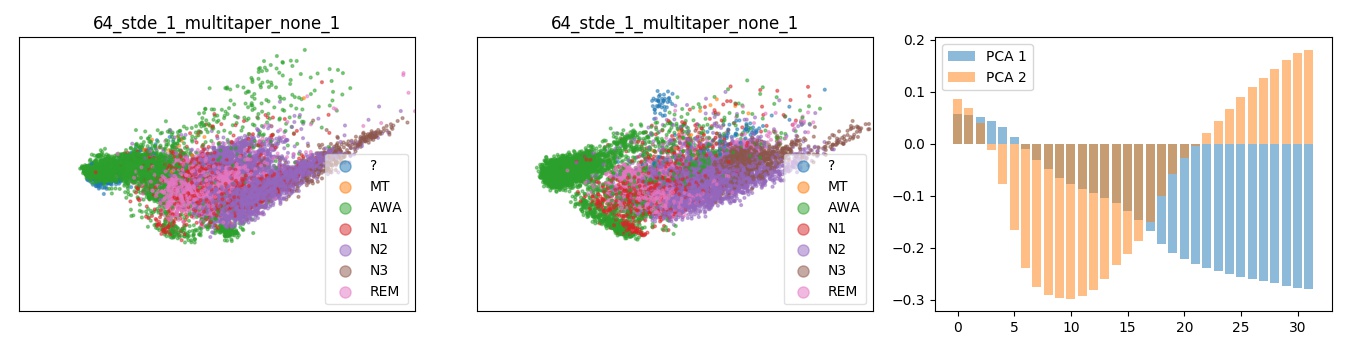 64_stde_1_multitaper_none_1
?
MT
AWA
N1
N2
N3
REM
64_stde_1_multitaper_none_1
?
MT
AWA
N1
N2
N3
REM
PCA 1
PCA 2
0.2
0.1
0.0
−0.1
−0.2
−0.3
0 5 10 15 20 25 30